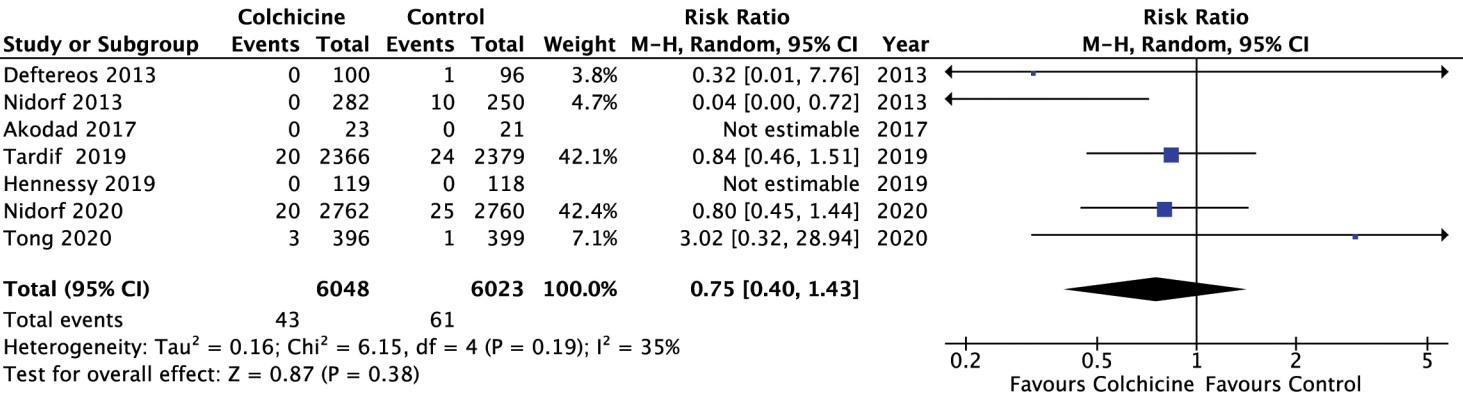 Colchicine Control Risk Ratio Risk Ratio
Study or Subgroup Events Total Events Total Weight M-H, Random, 95% CI Year M-H, Random, 95% CI
Deftereos 2013 0 100 1 96 3.8% 0.32 [0.01, 7.76] 2013
Nidorf 2013 0 282 10 250 4.7% 0.04 [0.00, 0.72] 2013
Akodad 2017 0 23 0 21 Not estimable 2017
Tardif 2019 20 2366 24 2379 42.1% 0.84 [0.46, 1.51] 2019
Hennessy 2019 0 119 0 118 Not estimable 2019
Nidorf 2020 20 2762 25 2760 42.4% 0.80 [0.45, 1.44] 2020
Tong 2020 3 396 1 399 7.1% 3.02 [0.32, 28.94] 2020
Total (95% CI) 6048 6023 100.0% 0.75 [0.40, 1.43]
Total events 43 61
Heterogeneity: Tau² = 0.16; Chi² = 6.15, df = 4 (P = 0.19); I² = 35%
Test for overall effect: Z = 0.87 (P = 0.38)
0.2 0.5 1 2 5
Favours Colchicine Favours Control